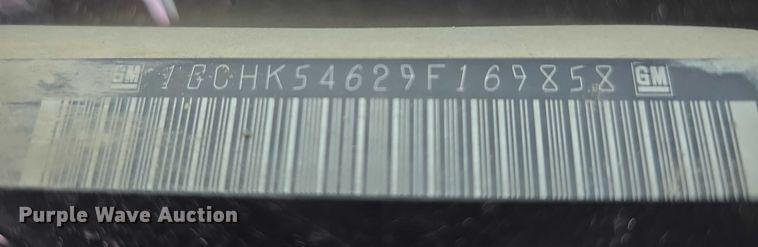 GM 1GCHK54629F169858 GM
Purple Wave Auction